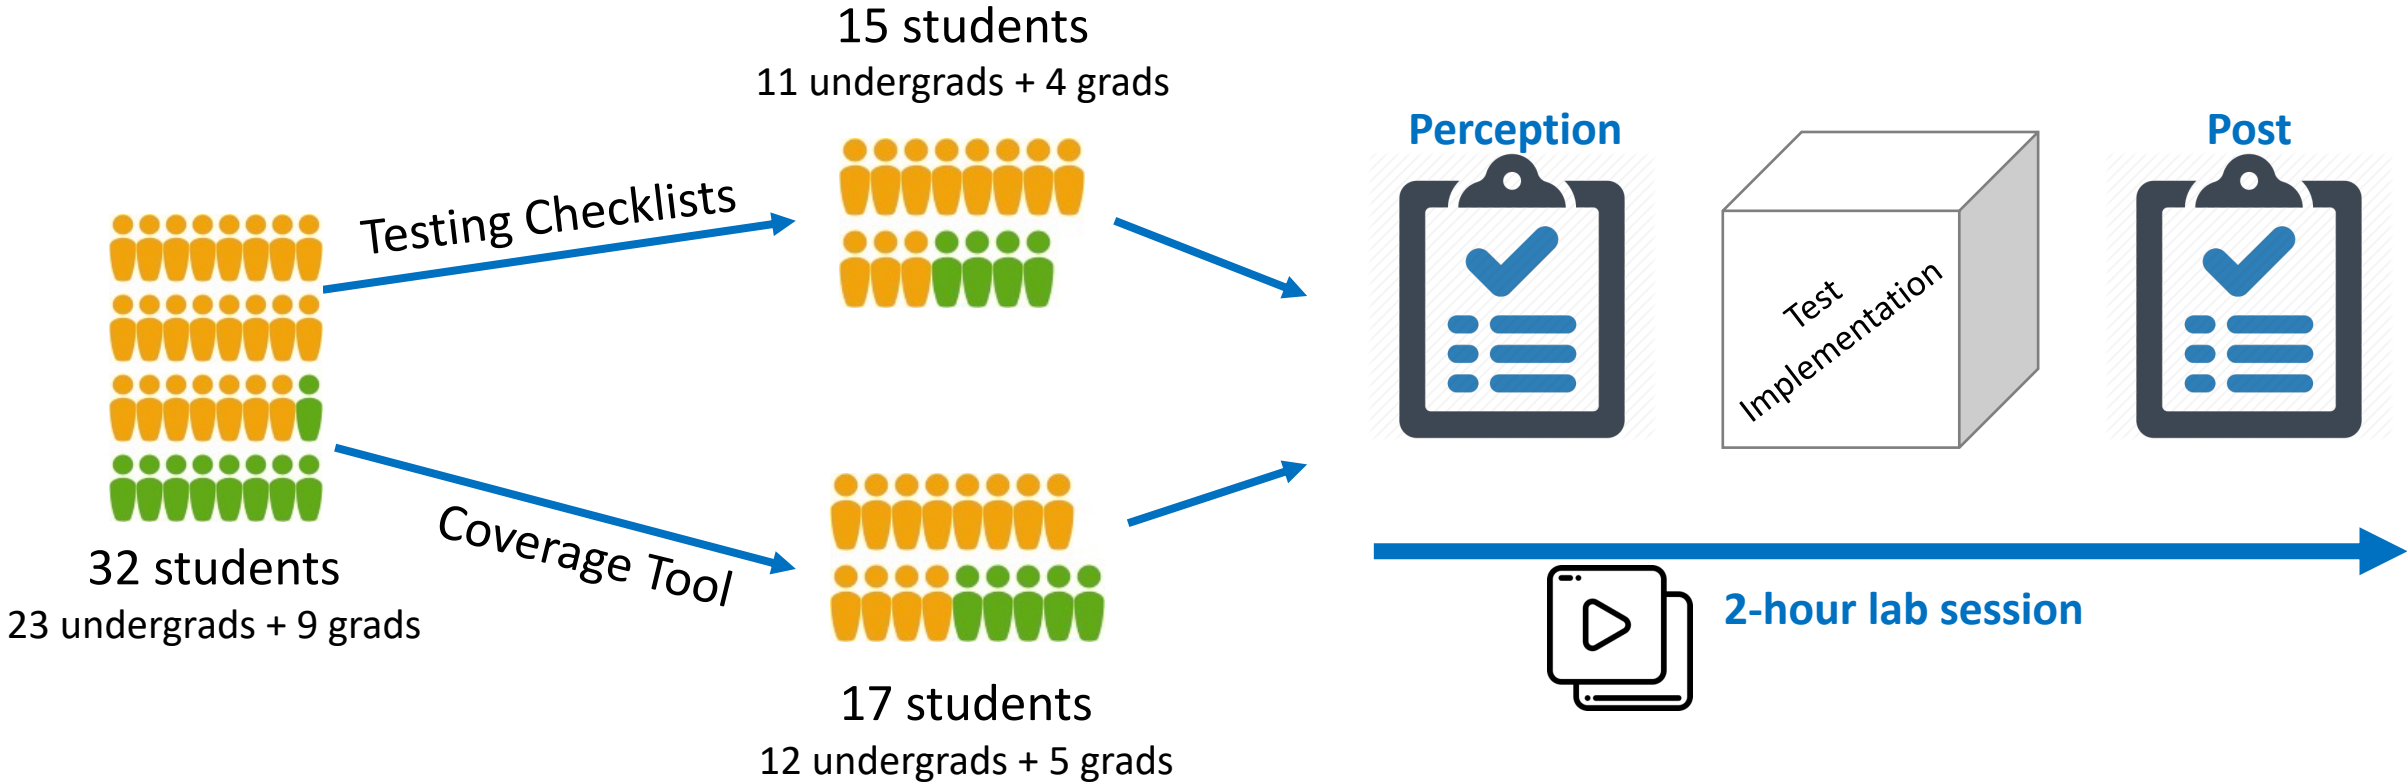 15 students
11 undergrads + 4 grads
Testing Checklists
32 students
23 undergrads + 9 grads
Coverage Tool
17 students
12 undergrads + 5 grads
Perception
Test
Implementation
Post
2-hour lab session